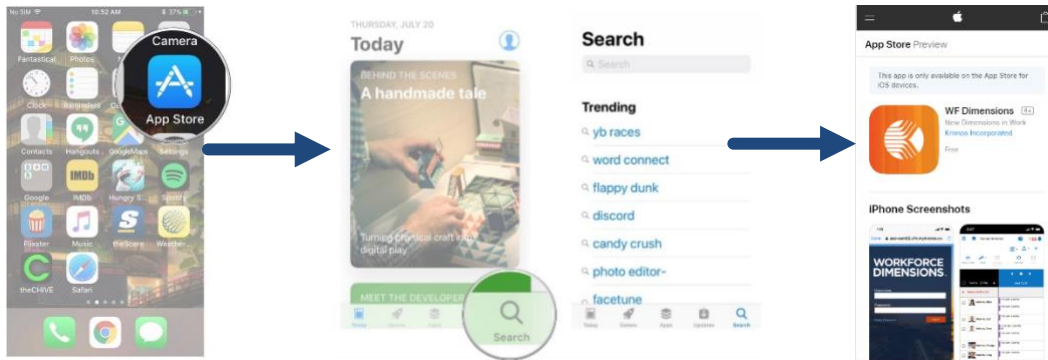 No SIM
10:52 AM
37%
Camera
App Store
Fantastical
Photos
Clock
Reminders
Contacts
Hangouts
Google Maps
Settings
Google
IMDb
Hungry S...
Spotify
Blaster
Music
theScore
Weather
theCHIVE
Safari
THURSDAY, JULY 20
Today
BEHIND THE SCENES
A handmade tale
Turning physical craft into
digital play
MEET THE DEVELOPER
Today
Search
Search
Search
Trending
yb races
word connect
flappy dunk
discord
candy crush
photo editor-
facetune
Today
Games
Apps
Updates
Search
App Store Preview
This app is only available on the App Store for
iOS devices.
WF Dimensions 4+
New Dimensions in Work
Kronos Incorporated
Free
iPhone Screenshots
WORKFORCE
DIMENSIONS